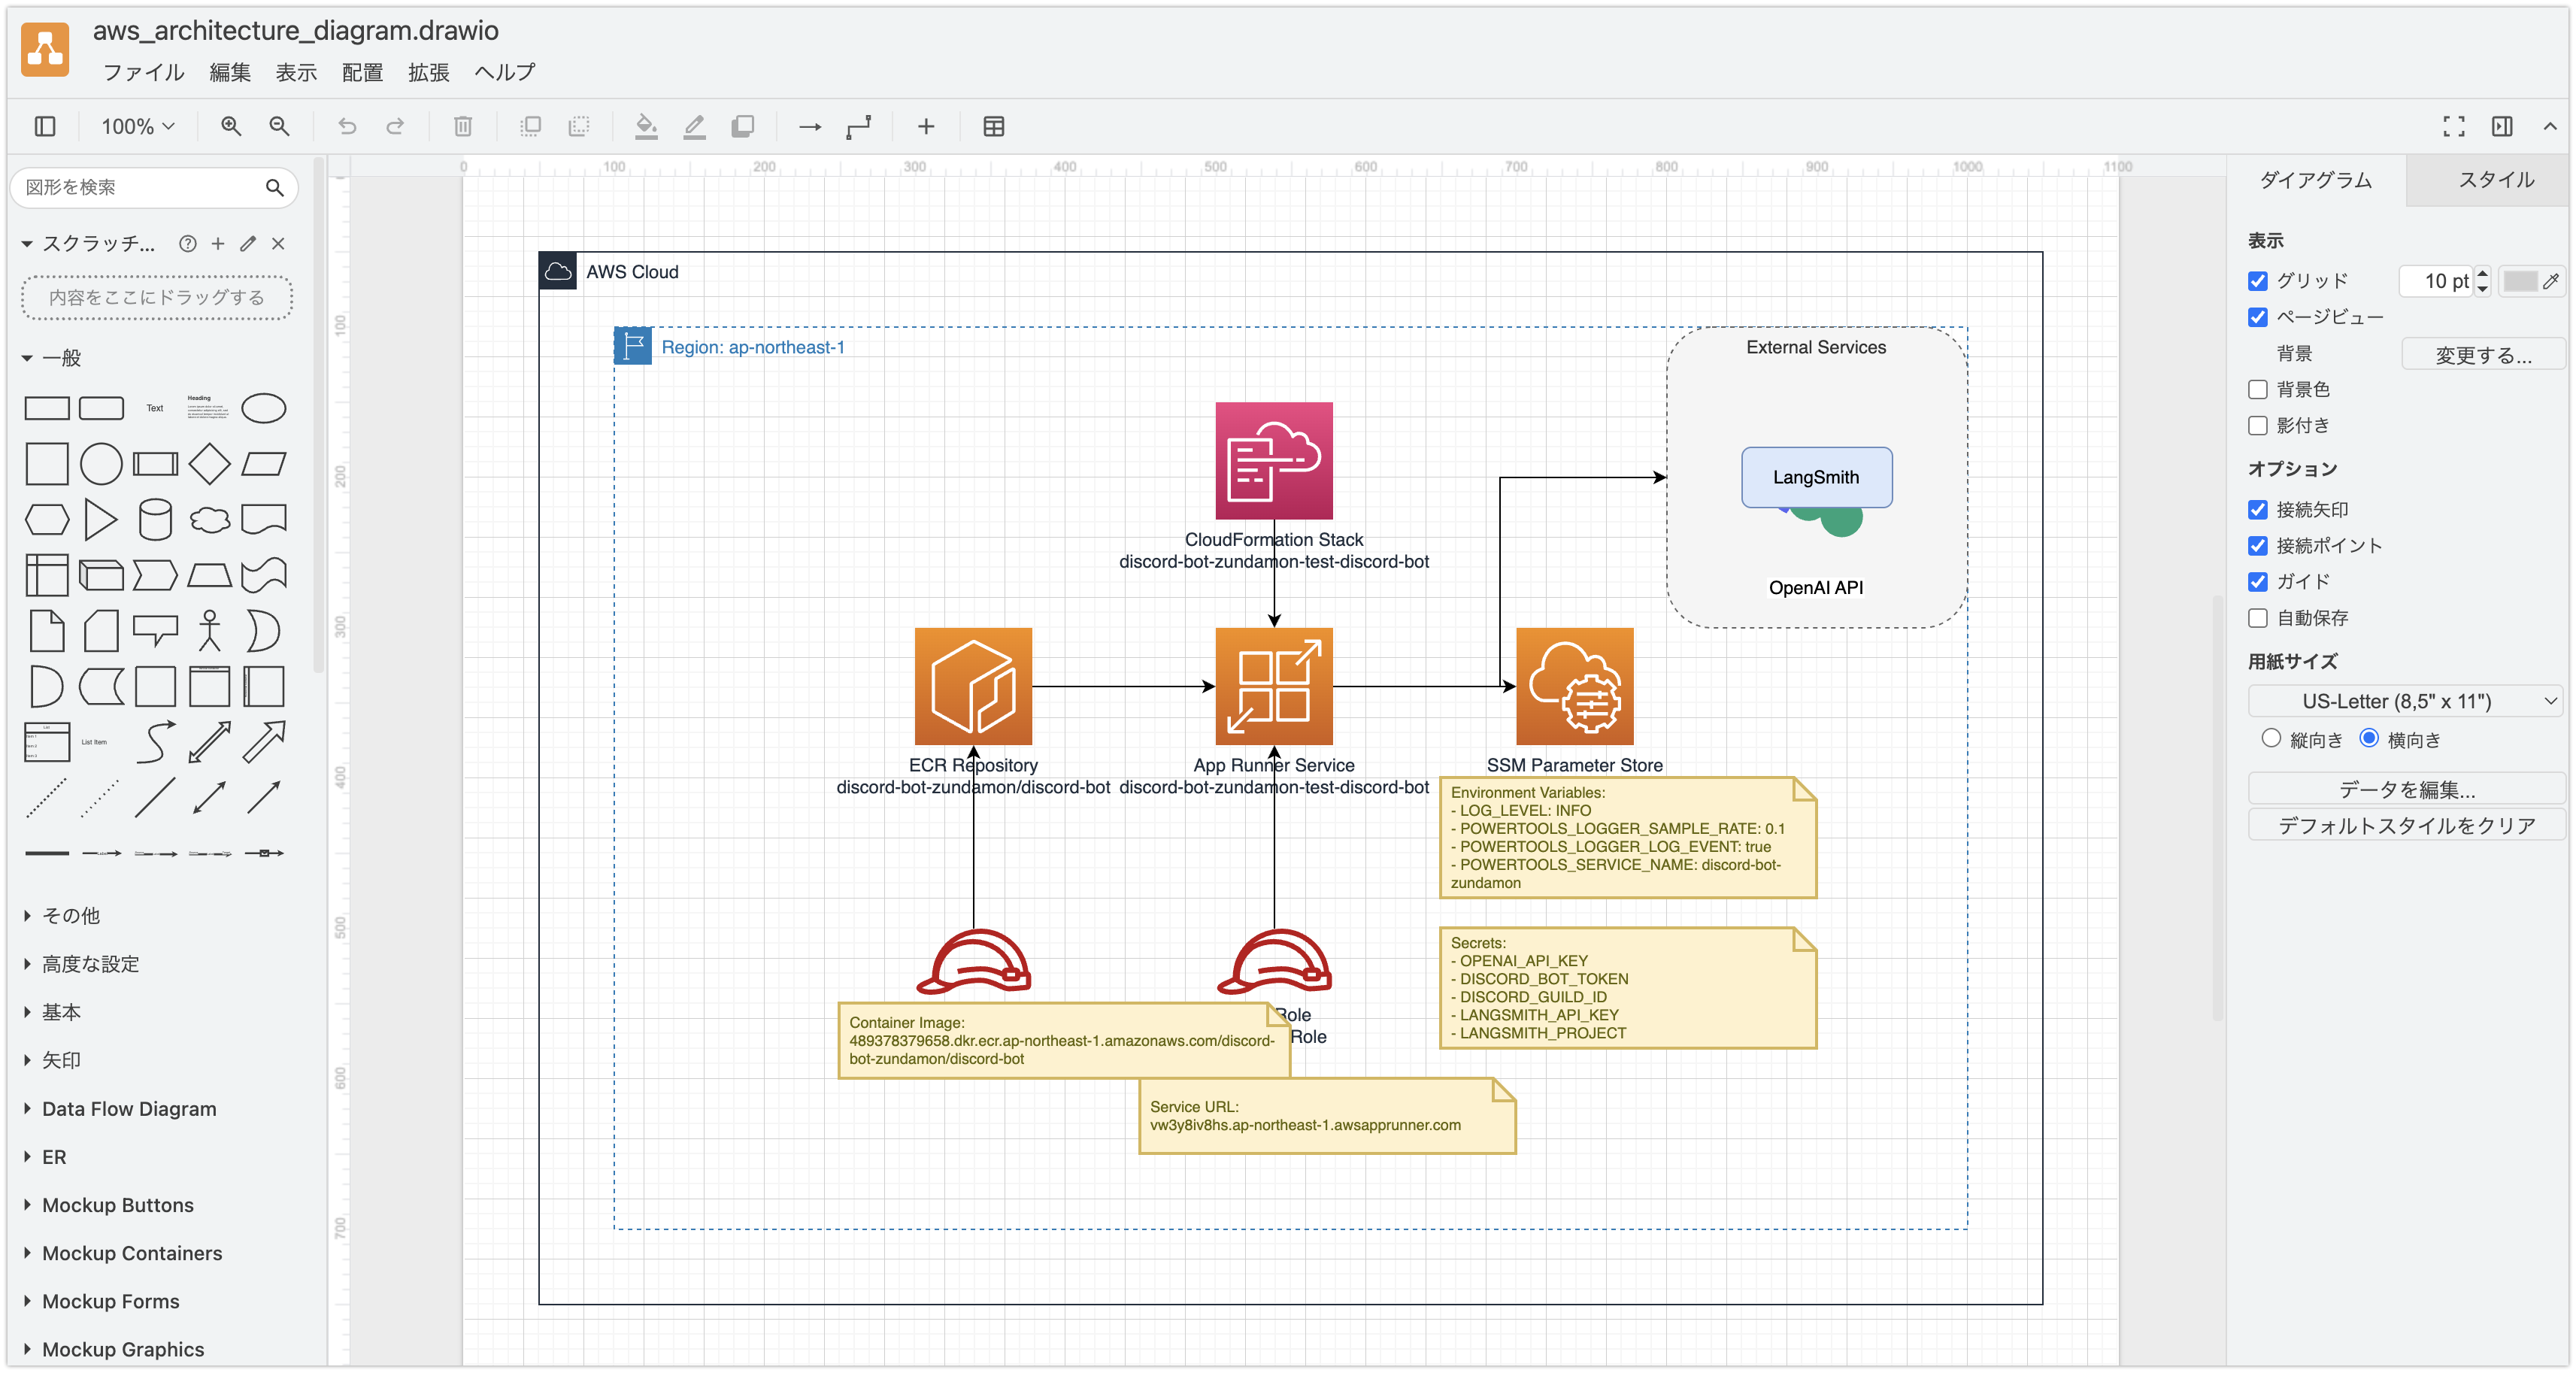 aws_architecture_diagram.drawio
ファイル 編集 表示 配置 拡張 ヘルプ
100%
0 100 200 300 400 500 600 700 800 900 1000 1100
図形を検索
スクラッチ...
内容をここにドラッグする
一般
Text
Heading
List Item
その他
高度な設定
基本
矢印
Data Flow Diagram
ER
Mockup Buttons
Mockup Containers
Mockup Forms
Mockup Graphics
100
200
300
400
500
600
700
AWS Cloud
Region: ap-northeast-1
External Services
LangSmith
OpenAI API
CloudFormation Stack
discord-bot-zundamon-test-discord-bot
ECR Repository
discord-bot-zundamon/discord-bot
App Runner Service
discord-bot-zundamon-test-discord-bot
SSM Parameter Store
Environment Variables:
- LOG_LEVEL: INFO
- POWERTOOLS_LOGGER_SAMPLE_RATE: 0.1
- POWERTOOLS_LOGGER_LOG_EVENT: true
- POWERTOOLS_SERVICE_NAME: discord-bot-
zundamon
Secrets:
- OPENAI_API_KEY
- DISCORD_BOT_TOKEN
- DISCORD_GUILD_ID
- LANGSMITH_API_KEY
- LANGSMITH_PROJECT
Role
Role
Container Image:
489378379658.dkr.ecr.ap-northeast-1.amazonaws.com/discord-
bot-zundamon/discord-bot
Service URL:
vw3y8iv8hs.ap-northeast-1.awsapprunner.com
ダイアグラム スタイル
表示
グリッド 10 pt
ページビュー
背景 変更する...
背景色
影付き
オプション
接続矢印
接続ポイント
ガイド
自動保存
用紙サイズ
US-Letter (8,5" x 11")
縦向き 横向き
データを編集...
デフォルトスタイルをクリア